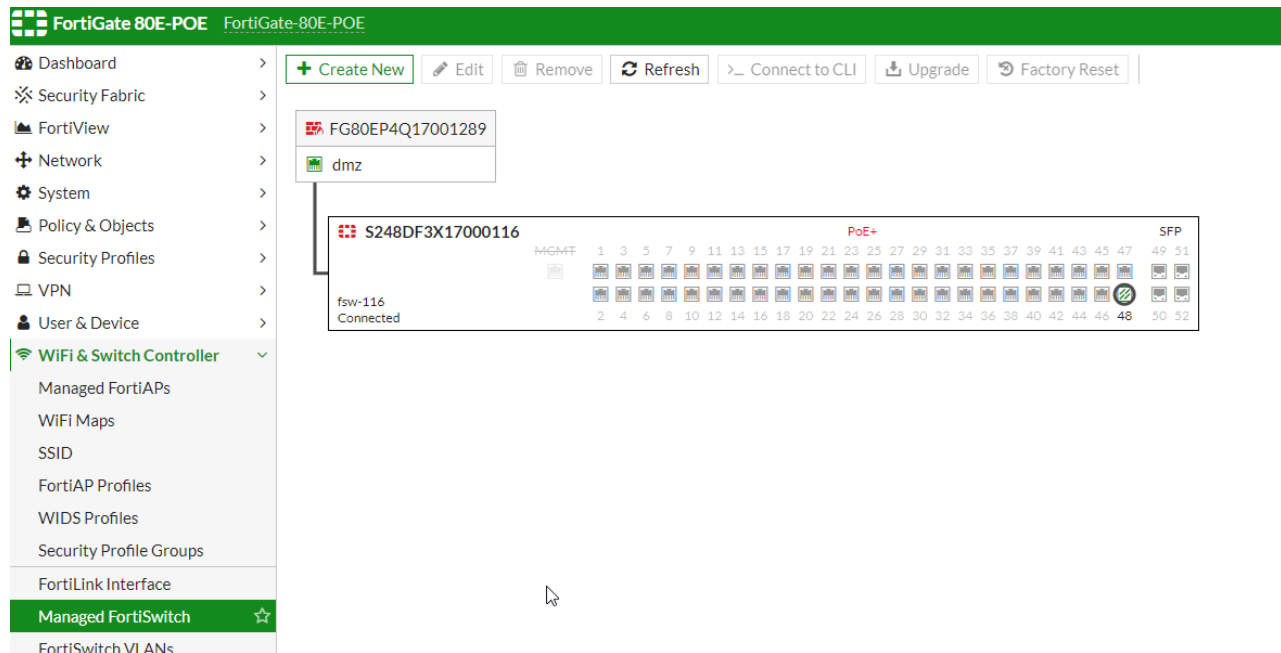 FortiGate 80E-POE FortiGate-80E-POE
Dashboard
Security Fabric
FortiView
Network
System
Policy & Objects
Security Profiles
VPN
User & Device
WiFi & Switch Controller
Managed FortiAPs
WiFi Maps
SSID
FortiAP Profiles
WIDS Profiles
Security Profile Groups
FortiLink Interface
Managed FortiSwitch
FortiSwitch VLANs
+ Create New Edit Remove Refresh >_ Connect to CLI Upgrade Factory Reset
FG80EP4Q17001289
dmz
S248DF3X17000116 PoE+ SFP
MGMT 1 3 5 7 9 11 13 15 17 19 21 23 25 27 29 31 33 35 37 39 41 43 45 47 49 51
fsw-116
Connected 2 4 6 8 10 12 14 16 18 20 22 24 26 28 30 32 34 36 38 40 42 44 46 48 50 52